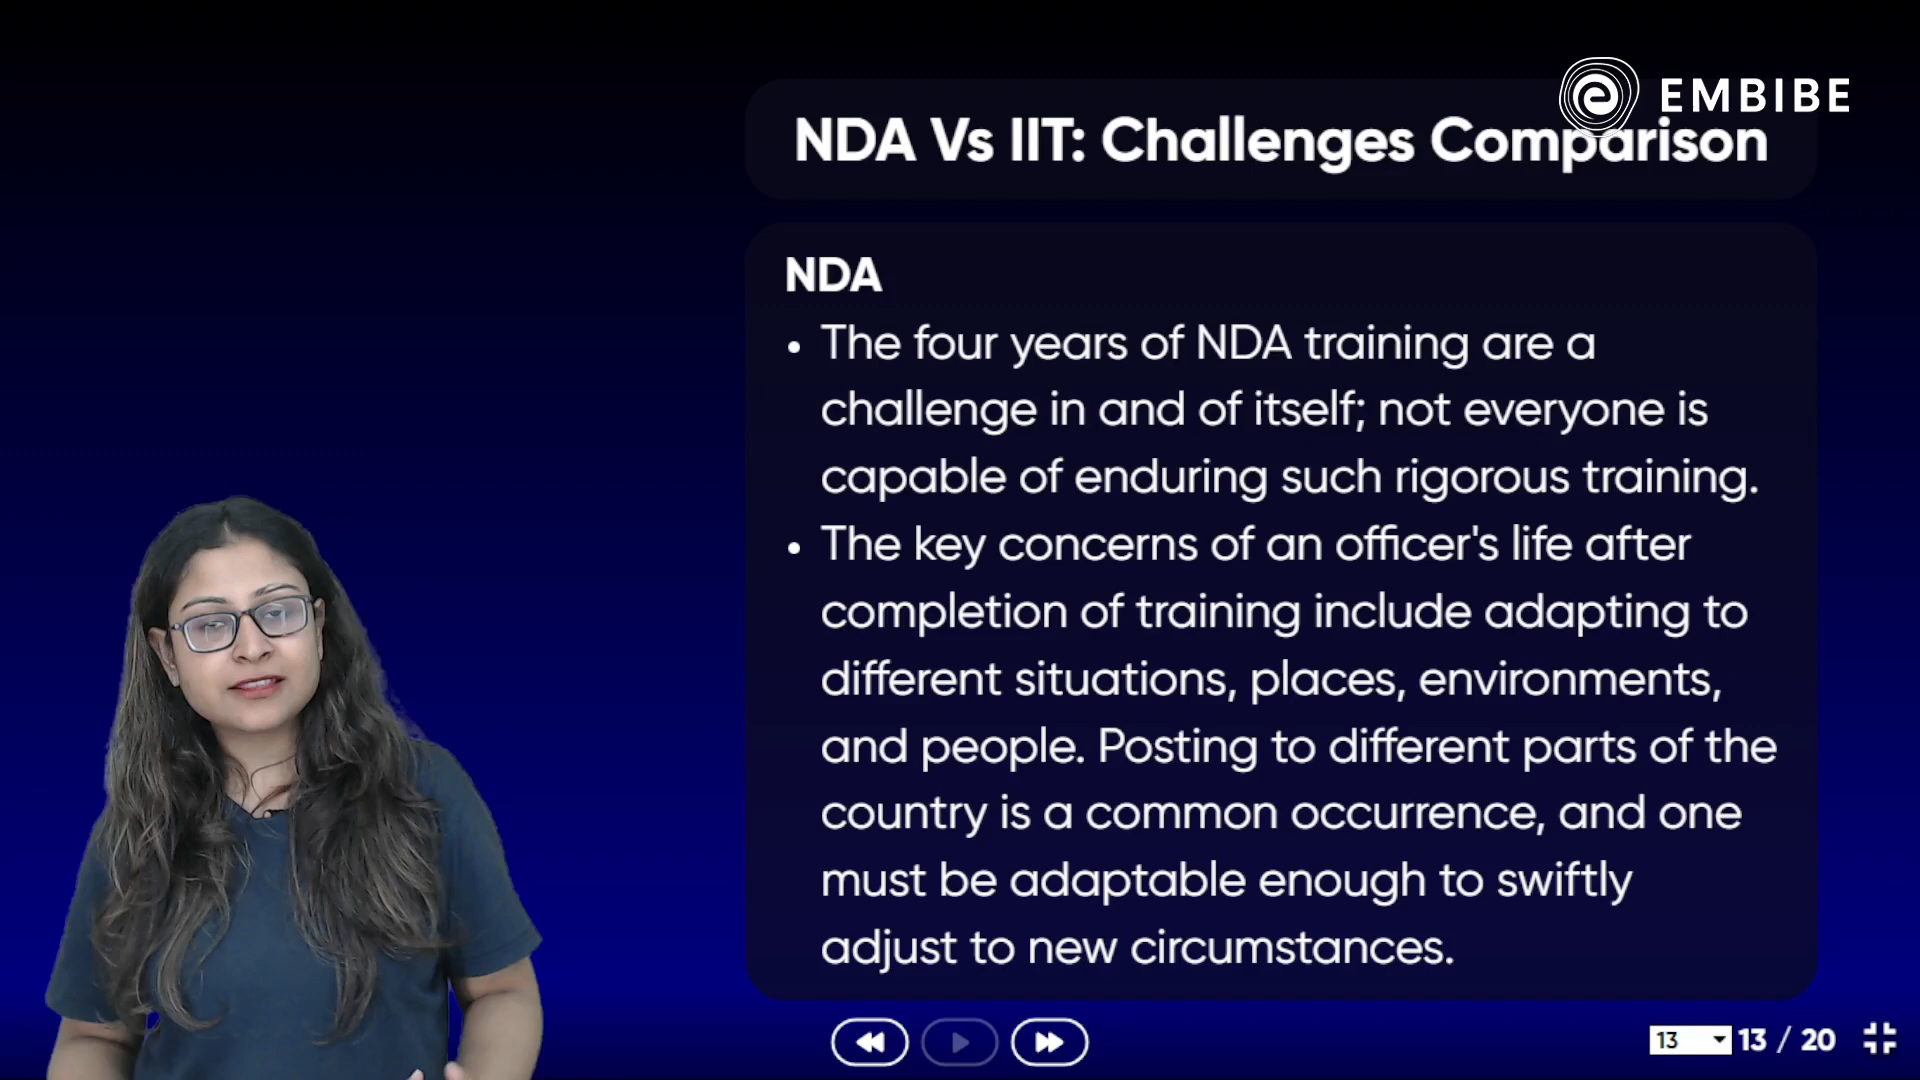 EMBIBE
NDA Vs IIT: Challenges Comparison
NDA
• The four years of NDA training are a
challenge in and of itself; not everyone is
capable of enduring such rigorous training.
• The key concerns of an officer's life after
completion of training include adapting to
different situations, places, environments,
and people. Posting to different parts of the
country is a common occurrence, and one
must be adaptable enough to swiftly
adjust to new circumstances.
13 13 / 20